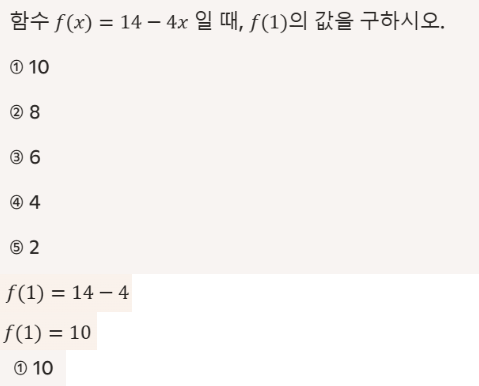 함수 f(x) = 14 − 4x 일 때, f(1)의 값을 구하시오.
① 10
② 8
③ 6
④ 4
⑤ 2
f(1) = 14 − 4
f(1) = 10
① 10